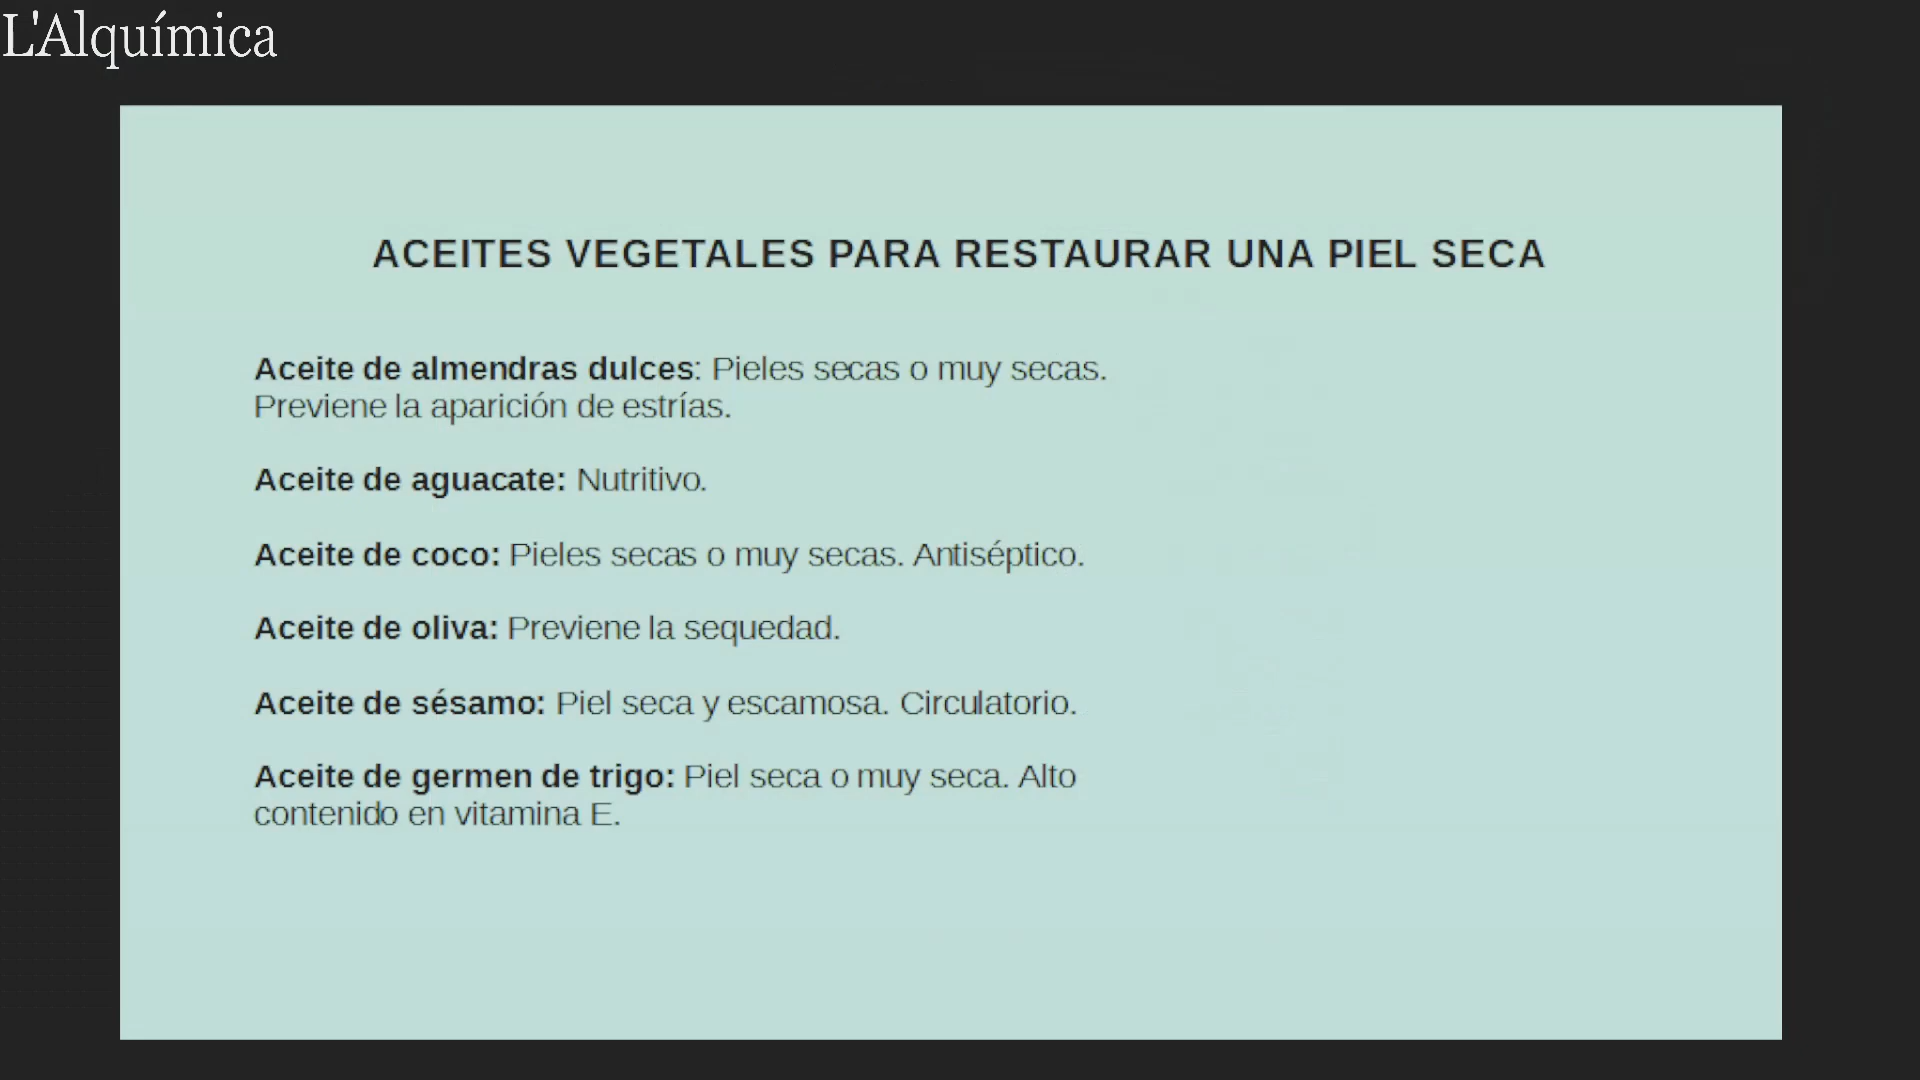 L'Alquímica
ACEITES VEGETALES PARA RESTAURAR UNA PIEL SECA
Aceite de almendras dulces: Pieles secas o muy secas.
Previene la aparición de estrías.
Aceite de aguacate: Nutritivo.
Aceite de coco: Pieles secas o muy secas. Antiséptico.
Aceite de oliva: Previene la sequedad.
Aceite de sésamo: Piel seca y escamosa. Circulatorio.
Aceite de germen de trigo: Piel seca o muy seca. Alto
contenido en vitamina E.